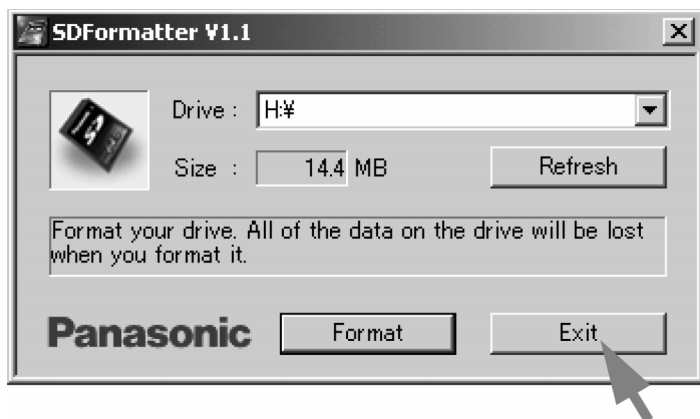 SDFormatter V1.1
Drive : H:¥
Size : 14.4 MB Refresh
Format your drive. All of the data on the drive will be lost
when you format it.
Panasonic Format Exit